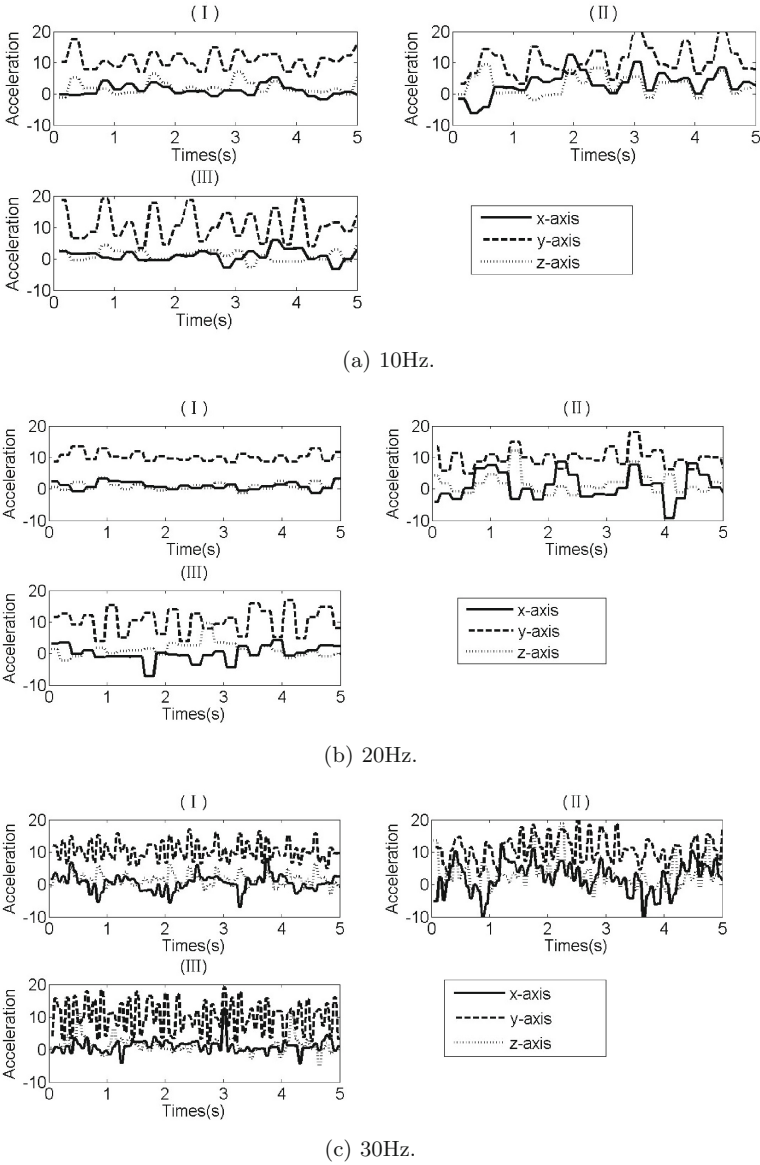 (Ⅰ)
20
10
0
-10
Acceleration
0 1 2 3 4 5
Times(s)
(Ⅱ)
20
10
0
-10
Acceleration
0 1 2 3 4 5
Times(s)
(Ⅲ)
20
10
0
-10
Acceleration
0 1 2 3 4 5
Time(s)
x-axis
y-axis
z-axis
(a) 10Hz.
(Ⅰ)
20
10
0
-10
Acceleration
0 1 2 3 4 5
Time(s)
(Ⅱ)
20
10
0
-10
Acceleration
0 1 2 3 4 5
Times(s)
(Ⅲ)
20
10
0
-10
Acceleration
0 1 2 3 4 5
Times(s)
x-axis
y-axis
z-axis
(b) 20Hz.
(Ⅰ)
20
10
0
-10
Acceleration
0 1 2 3 4 5
Times(s)
(Ⅱ)
20
10
0
-10
Acceleration
0 1 2 3 4 5
Times(s)
(Ⅲ)
20
10
0
-10
Acceleration
0 1 2 3 4 5
Times(s)
x-axis
y-axis
z-axis
(c) 30Hz.